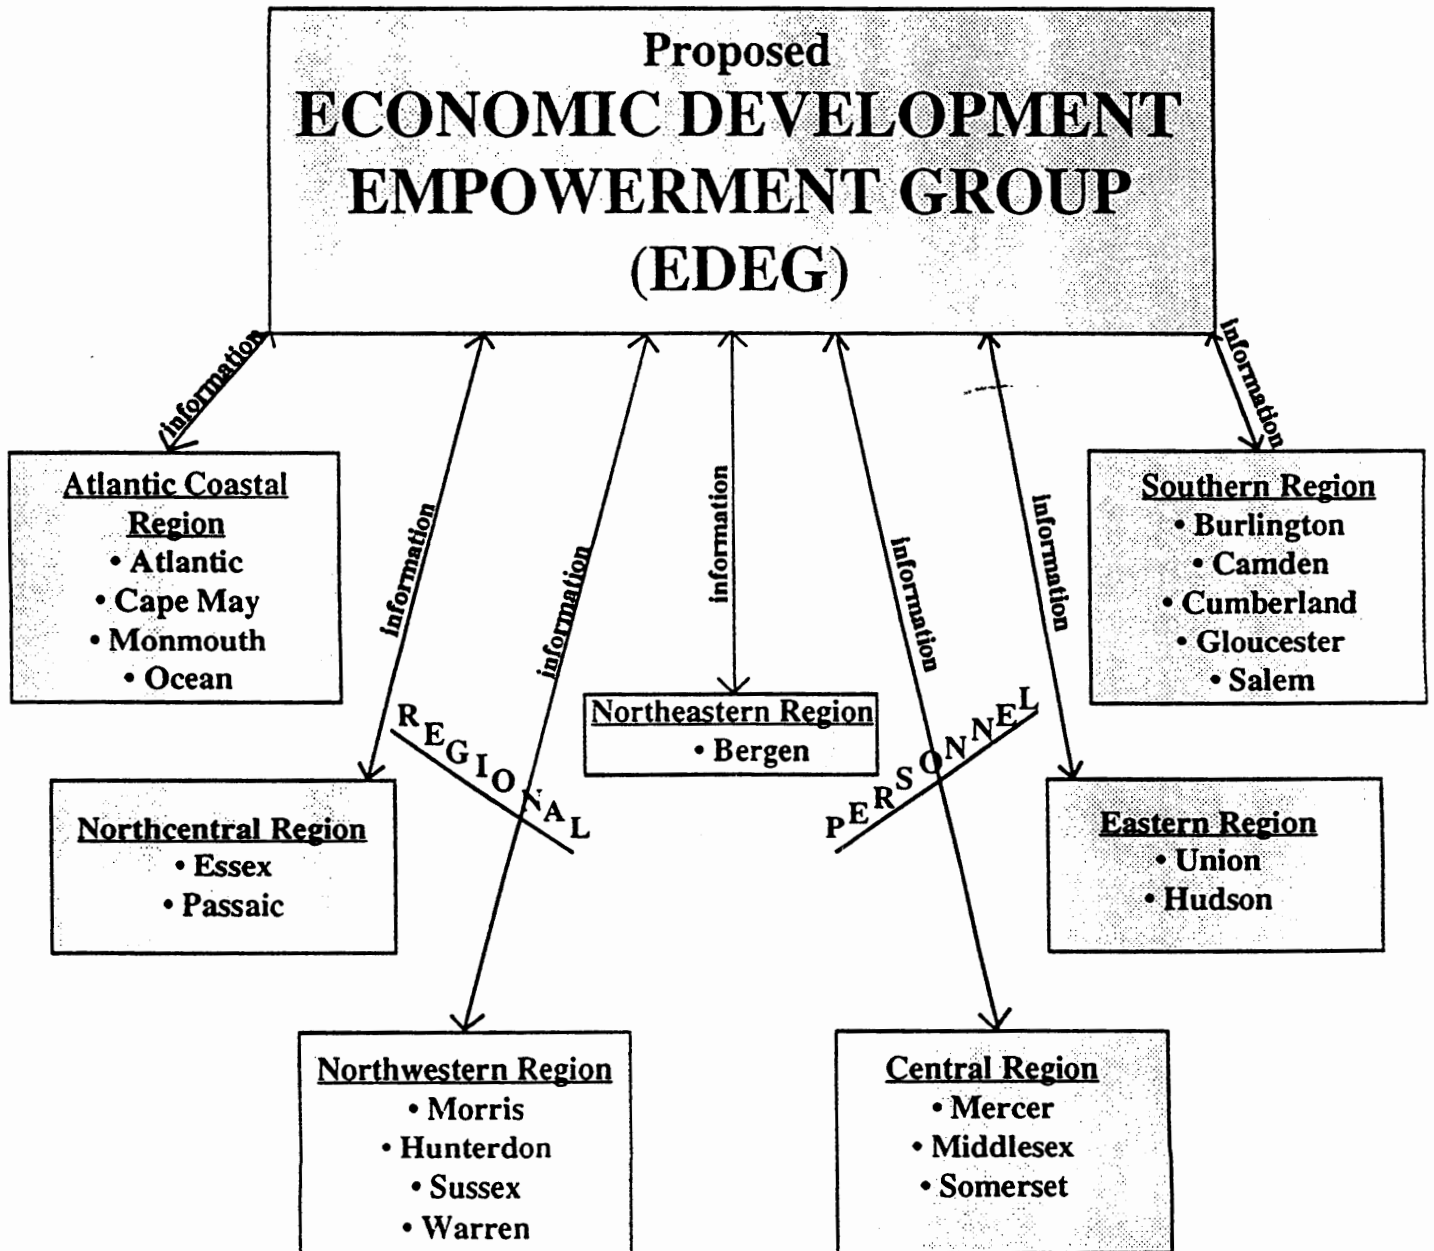 Proposed
ECONOMIC DEVELOPMENT
EMPOWERMENT GROUP
(EDEG)
information
information
information
information
information
information
information
Atlantic Coastal
Region
• Atlantic
• Cape May
• Monmouth
• Ocean
Southern Region
• Burlington
• Camden
• Cumberland
• Gloucester
• Salem
REGIONAL
Northeastern Region
• Bergen
PERSONNEL
Northcentral Region
• Essex
• Passaic
Eastern Region
• Union
• Hudson
Northwestern Region
• Morris
• Hunterdon
• Sussex
• Warren
Central Region
• Mercer
• Middlesex
• Somerset